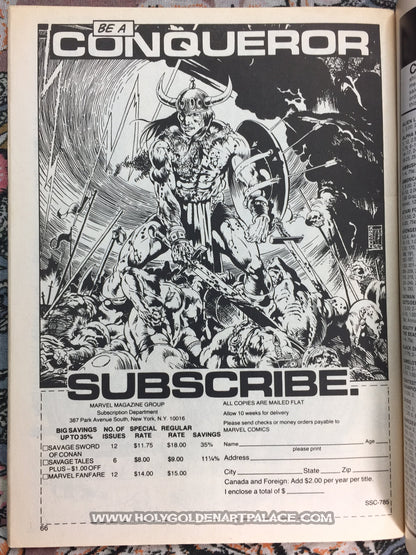 BE A
CONQUEROR
SUBSCRIBE.
MARVEL MAGAZINE GROUP
Subscription Department
387 Park Avenue South, New York, N.Y. 10016
BIG SAVINGS UP TO 35% NO. OF ISSUES SPECIAL RATE REGULAR RATE SAVINGS
SAVAGE SWORD OF CONAN 12 $11.75 $18.00 35%
SAVAGE TALES 6 $8.00 $9.00 11¼%
PLUS–$1.00 OFF
MARVEL FANFARE 12 $14.00 $15.00
ALL COPIES ARE MAILED FLAT
Allow 10 weeks for delivery
Please send checks or money orders payable to
MARVEL COMICS
Name Age
please print
Address
City State Zip
Canada and Foreign: Add $2.00 per year per title.
I enclose a total of $
SSC-785
66
WWW.HOLYGOLDENARTPALACE.COM